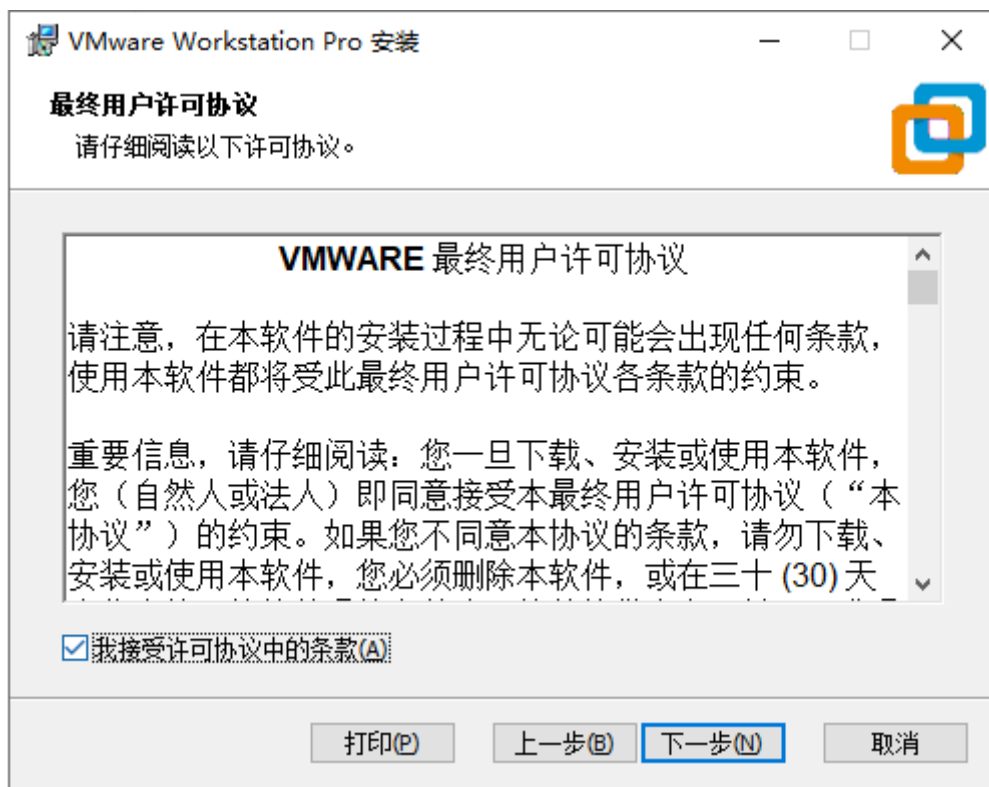 VMware Workstation Pro 安装
最终用户许可协议
请仔细阅读以下许可协议。
VMWARE 最终用户许可协议
请注意，在本软件的安装过程中无论可能会出现任何条款，
使用本软件都将受此最终用户许可协议各条款的约束。
重要信息，请仔细阅读：您一旦下载、安装或使用本软件，
您（自然人或法人）即同意接受本最终用户许可协议（“本
协议”）的约束。如果您不同意本协议的条款，请勿下载、
安装或使用本软件，您必须删除本软件，或在三十 (30) 天
我接受许可协议中的条款(A)
打印(P)
上一步(B)
下一步(N)
取消